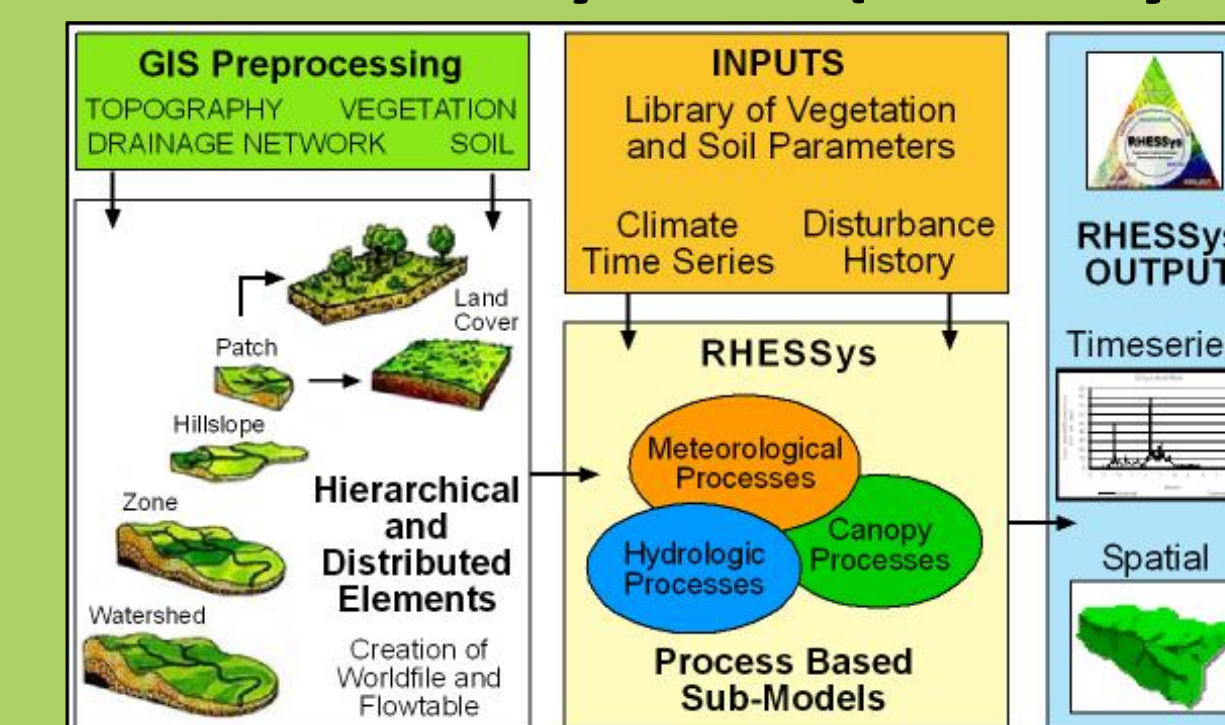 GIS Preprocessing
TOPOGRAPHY VEGETATION
DRAINAGE NETWORK SOIL
Land
Cover
Patch
Hillslope
Zone
Watershed
Hierarchical
and
Distributed
Elements
Creation of
Worldfile and
Flowtable
INPUTS
Library of Vegetation
and Soil Parameters
Climate
Time Series
Disturbance
History
RHESSys
Meteorological
Processes
Hydrologic
Processes
Canopy
Processes
Process Based
Sub-Models
RHESSys
RHESSys
OUTPUT
Timeserie
Spatial